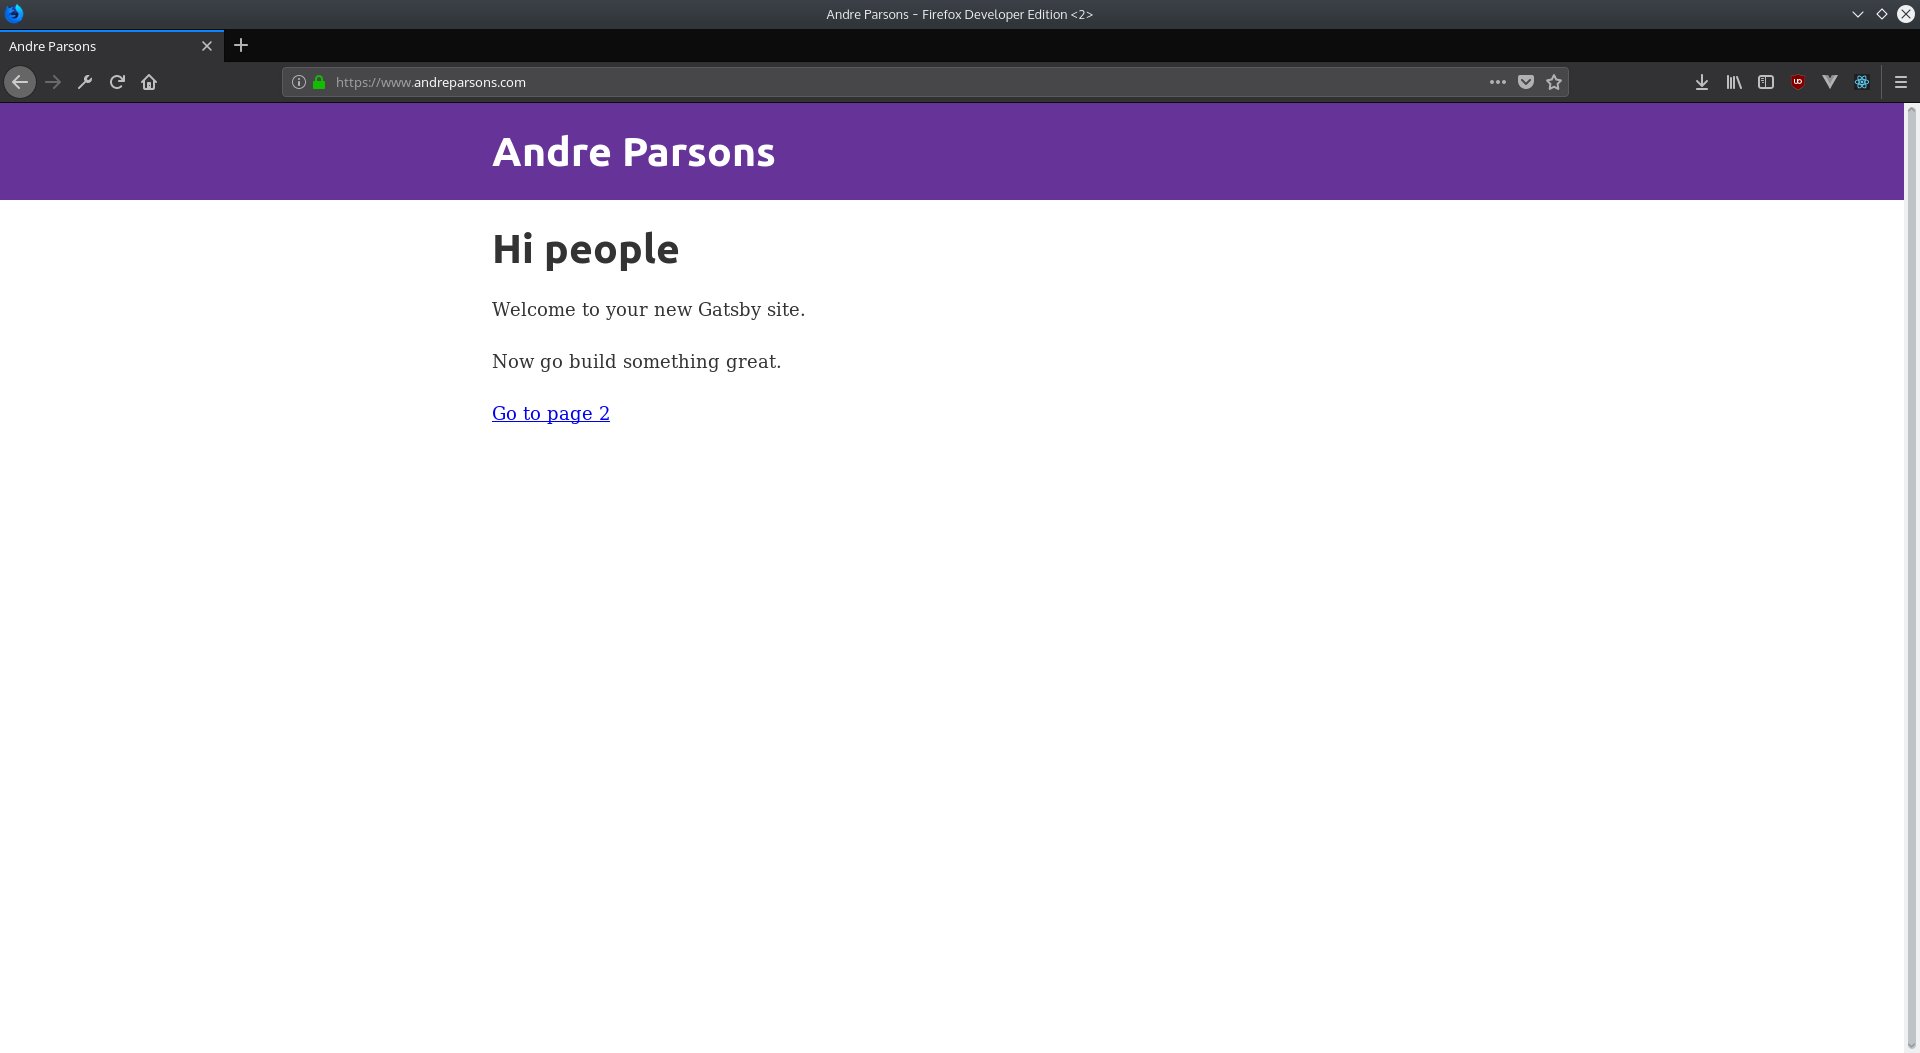 Andre Parsons - Firefox Developer Edition <2>
Andre Parsons
https://www.andreparsons.com
Andre Parsons
Hi people
Welcome to your new Gatsby site.
Now go build something great.
Go to page 2